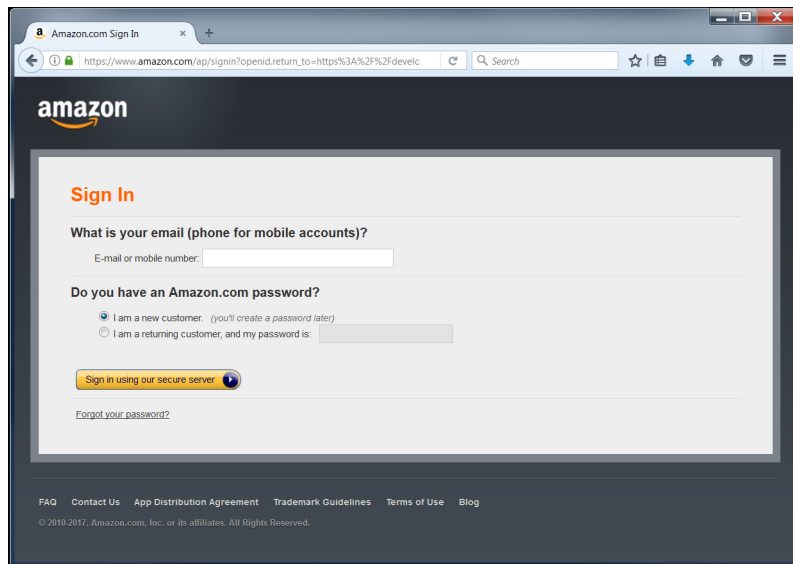 Amazon.com Sign In
https://www.amazon.com/ap/signin?openid.return_to=https%3A%2F%2Fdevelc
Search
amazon
Sign In
What is your email (phone for mobile accounts)?
E-mail or mobile number:
Do you have an Amazon.com password?
I am a new customer. (you'll create a password later)
I am a returning customer, and my password is:
Sign in using our secure server
Forgot your password?
FAQ Contact Us App Distribution Agreement Trademark Guidelines Terms of Use Blog
© 2010-2017, Amazon.com, Inc. or its affiliates. All Rights Reserved.